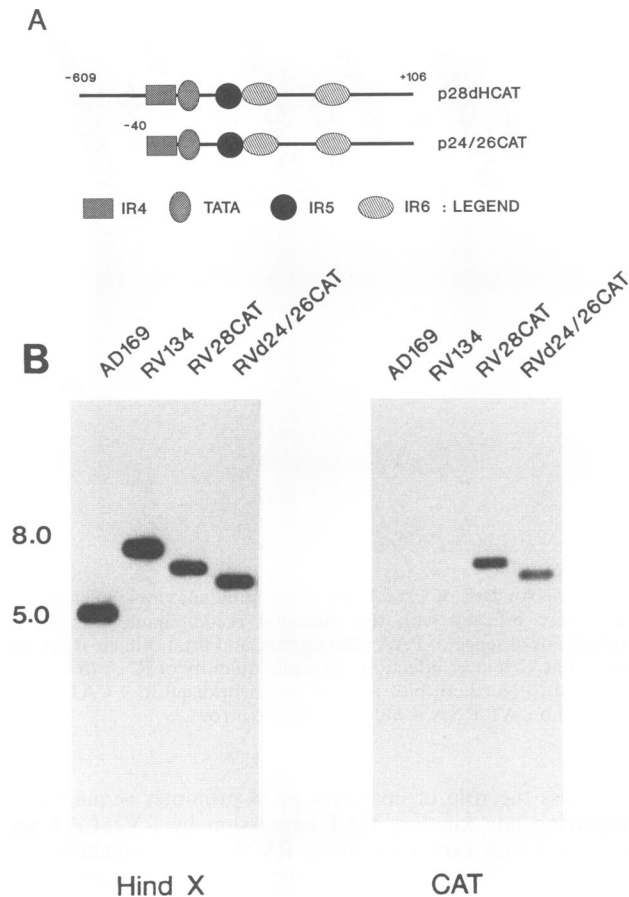 A
-609 +106
p28dHCAT
-40
p24/26CAT
IR4 TATA IR5 IR6 : LEGEND
B
AD169 RV134 RV28CAT RVd24/26CAT
AD169 RV134 RV28CAT RVd24/26CAT
8.0
5.0
Hind X CAT